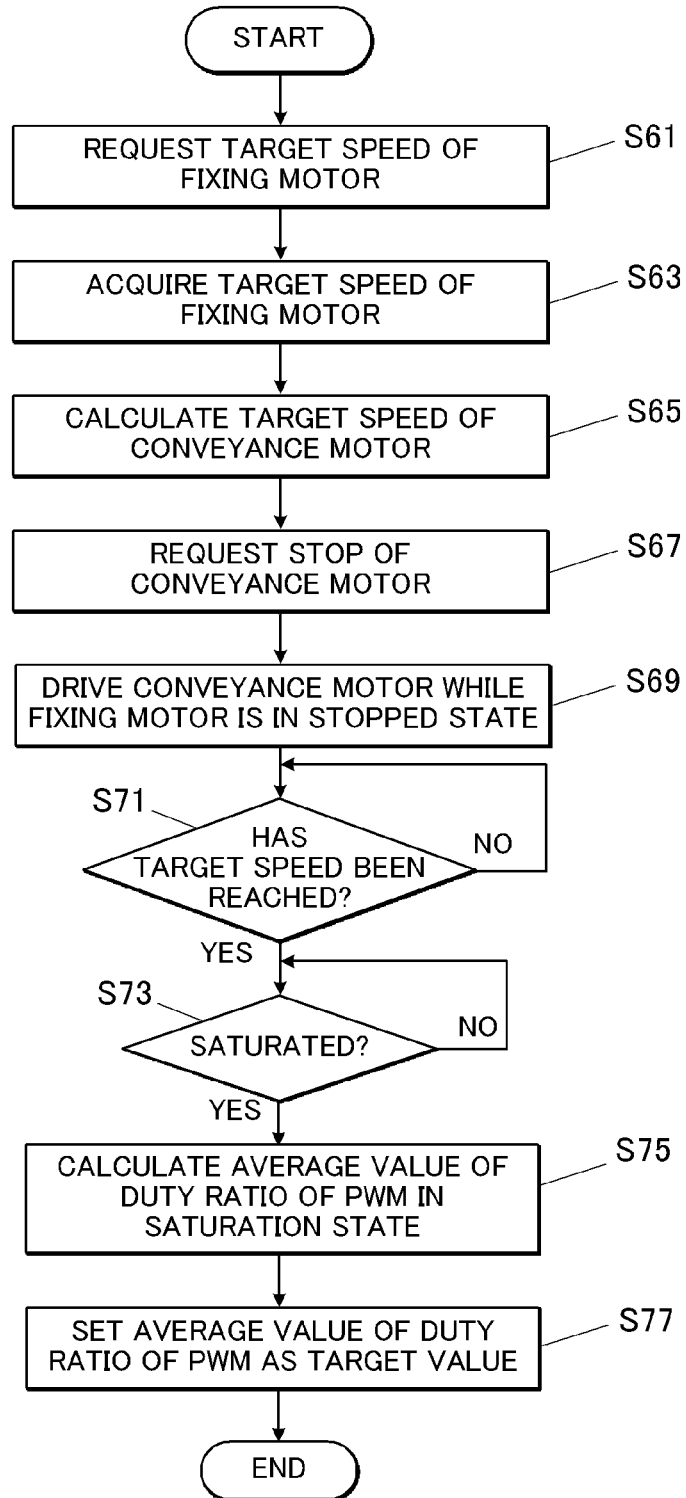 START
REQUEST TARGET SPEED OF
FIXING MOTOR
S61
ACQUIRE TARGET SPEED OF
FIXING MOTOR
S63
CALCULATE TARGET SPEED OF
CONVEYANCE MOTOR
S65
REQUEST STOP OF
CONVEYANCE MOTOR
S67
DRIVE CONVEYANCE MOTOR WHILE
FIXING MOTOR IS IN STOPPED STATE
S69
S71
HAS
TARGET SPEED BEEN
REACHED?
NO
YES
S73
SATURATED?
NO
YES
CALCULATE AVERAGE VALUE OF
DUTY RATIO OF PWM IN
SATURATION STATE
S75
SET AVERAGE VALUE OF DUTY
RATIO OF PWM AS TARGET VALUE
S77
END